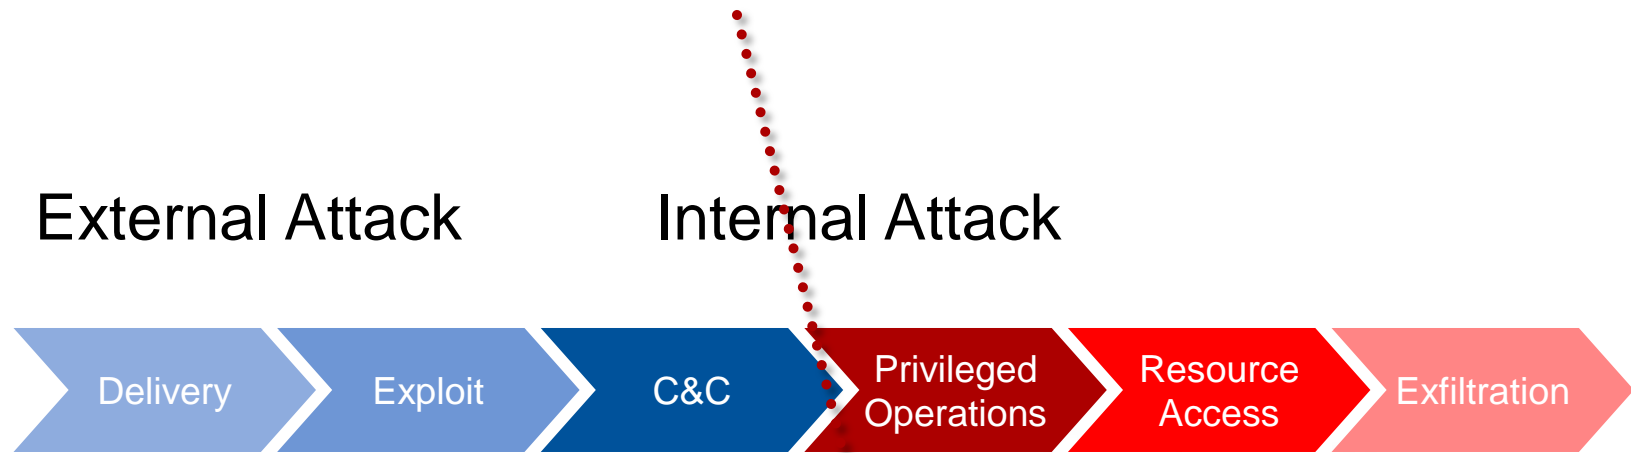 External Attack
Internal Attack
Delivery
Exploit
C&C
Privileged
Operations
Resource
Access
Exfiltration